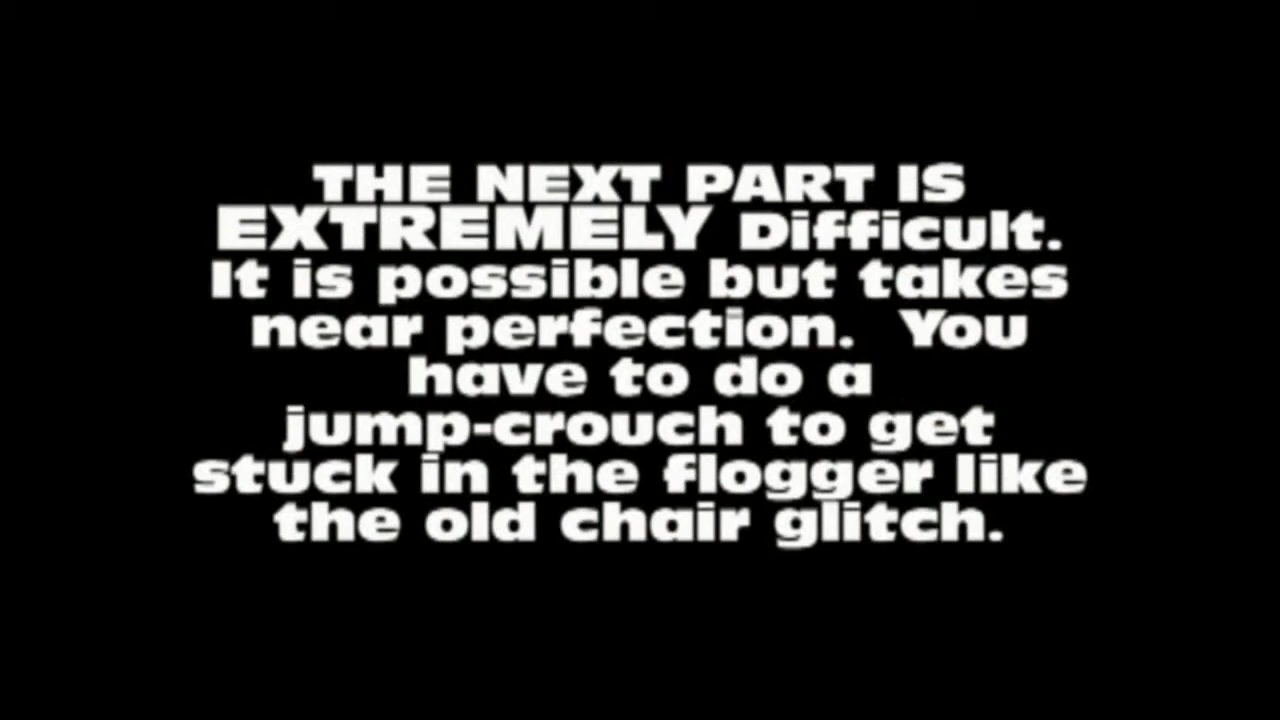 THE NEXT PART IS
EXTREMELY Difficult.
It is possible but takes
near perfection.  You
have to do a
jump-crouch to get
stuck in the flogger like
the old chair glitch.